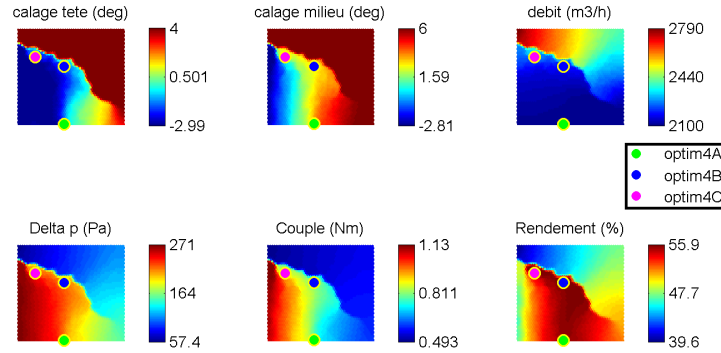 calage tete (deg)
4
0.501
-2.99
calage milieu (deg)
6
1.59
-2.81
debit (m3/h)
2790
2440
2100
optim4A
optim4B
optim4C
Delta p (Pa)
271
164
57.4
Couple (Nm)
1.13
0.811
0.493
Rendement (%)
55.9
47.7
39.6